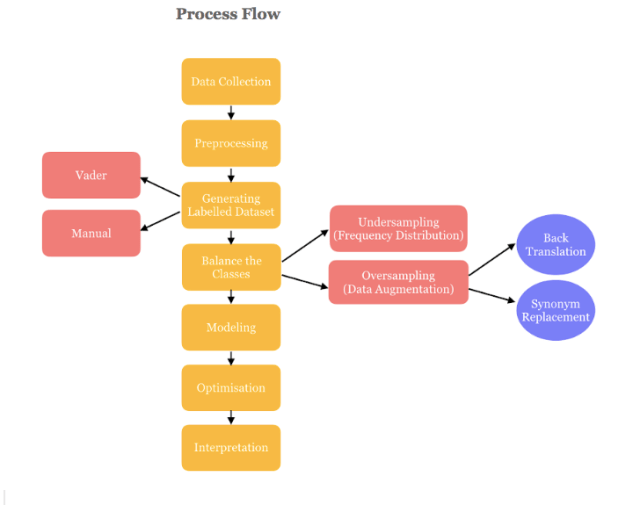 Process Flow
Data Collection
Preprocessing
Vader
Generating
Labelled Dataset
Manual
Undersampling
(Frequency Distribution)
Back
Translation
Balance the
Classes
Oversampling
(Data Augmentation)
Synonym
Replacement
Modeling
Optimisation
Interpretation